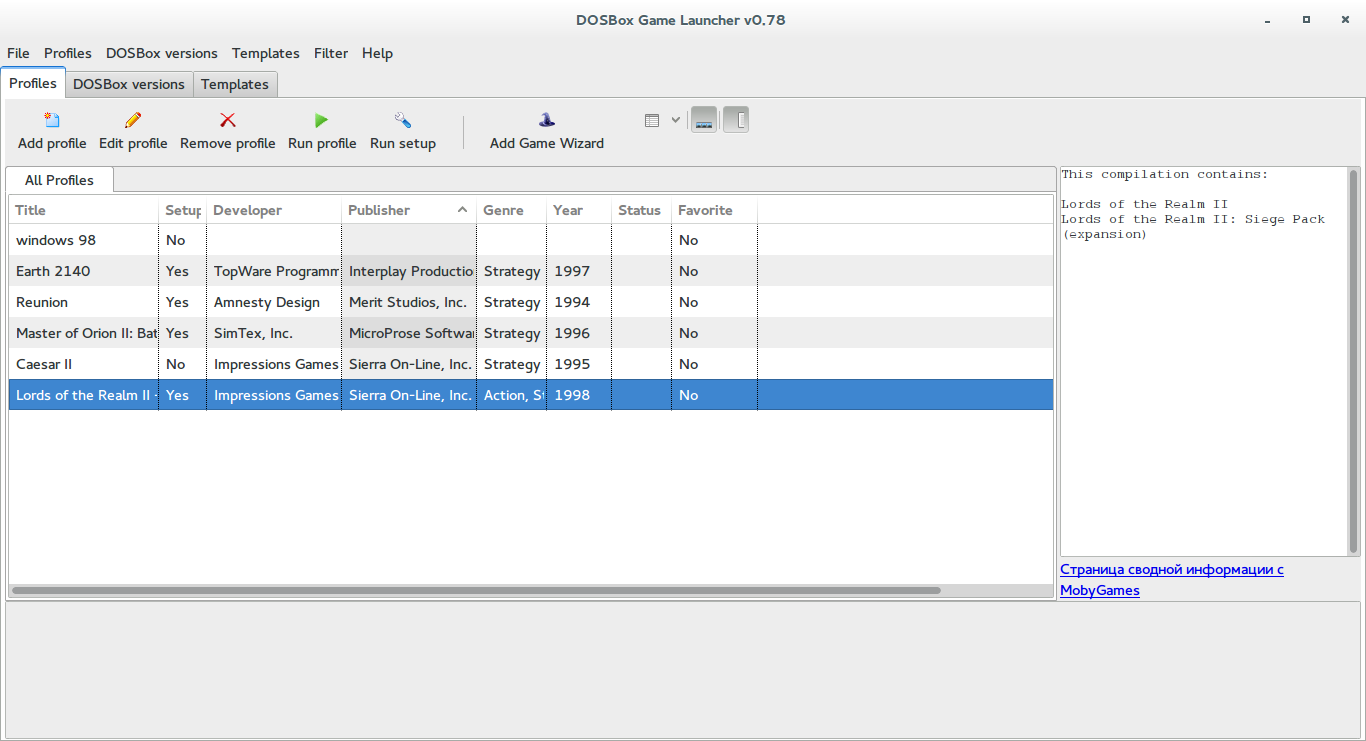 DOSBox Game Launcher v0.78
File Profiles DOSBox versions Templates Filter Help
Profiles DOSBox versions Templates
Add profile Edit profile Remove profile Run profile Run setup Add Game Wizard
All Profiles
Title Setup Developer Publisher Genre Year Status Favorite
windows 98 No No
Earth 2140 Yes TopWare Programm Interplay Productio Strategy 1997 No
Reunion Yes Amnesty Design Merit Studios, Inc. Strategy 1994 No
Master of Orion II: Bat Yes SimTex, Inc. MicroProse Softwar Strategy 1996 No
Caesar II No Impressions Games Sierra On-Line, Inc. Strategy 1995 No
Lords of the Realm II - Yes Impressions Games Sierra On-Line, Inc. Action, St 1998 No
This compilation contains:
Lords of the Realm II
Lords of the Realm II: Siege Pack
(expansion)
Страница сводной информации с
MobyGames